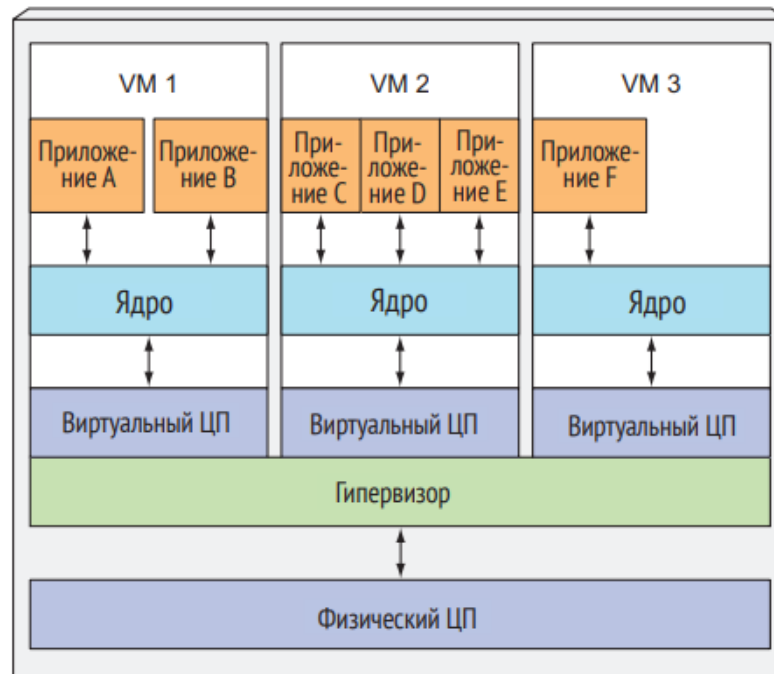 VM 1
VM 2
VM 3
Приложе-
ние A
Приложе-
ние B
При-
ложе-
ние C
При-
ложе-
ние D
При-
ложе-
ние E
Приложе-
ние F
Ядро
Ядро
Ядро
Виртуальный ЦП
Виртуальный ЦП
Виртуальный ЦП
Гипервизор
Физический ЦП